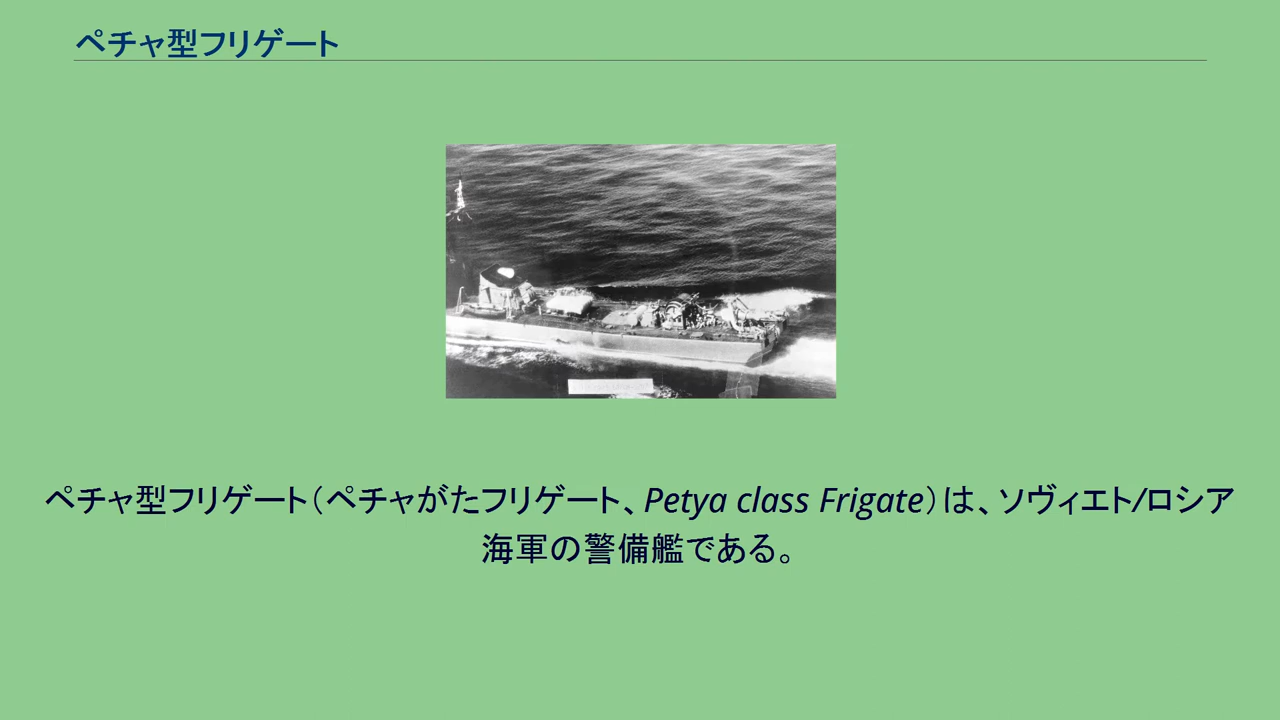 ペチャ型フリゲート
ペチャ型フリゲート（ペチャがたフリゲート、Petya class Frigate）は、ソヴィエト/ロシア
海軍の警備艦である。